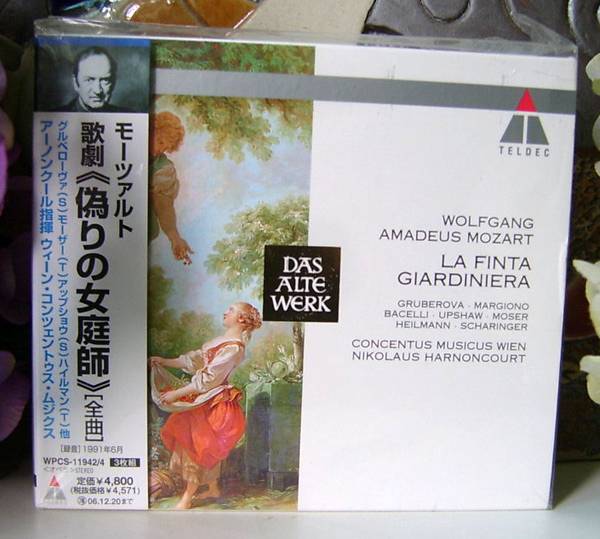 モーツァルト
歌劇《偽りの女庭師》[全曲]
グルベローヴァ(S)モーザー(T)アップショウ(S)ハイルマン(T)他
アーノンクール指揮 ウィーン・コンツェントゥス・ムジクス
[録音]1991年6月
WPCS-11942/4 3枚組
<オペラ>STEREO
定価¥4,800
(税抜価格¥4,571)
06.12.20まで
TELDEC
DAS
ALTE
WERK
WOLFGANG
AMADEUS MOZART
LA FINTA
GIARDINIERA
GRUBEROVA · MARGIONO
BACELLI · UPSHAW · MOSER
HEILMANN · SCHARINGER
CONCENTUS MUSICUS WIEN
NIKOLAUS HARNONCOURT